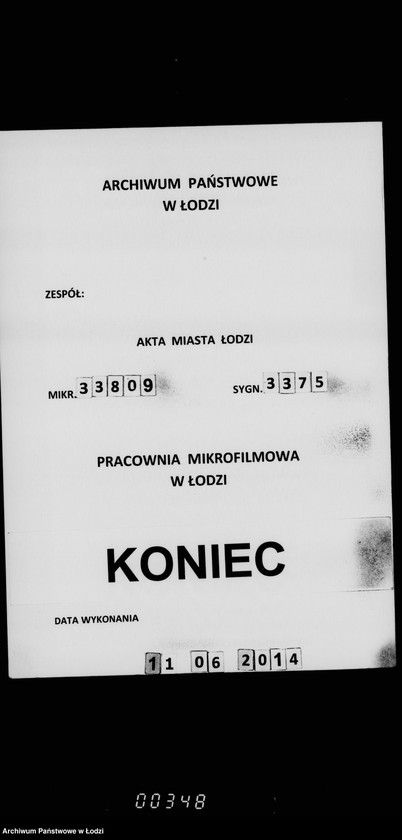 ARCHIWUM PAŃSTWOWE
W ŁODZI
ZESPÓŁ:
AKTA MIASTA ŁODZI
MIKR. 33809 SYGN. 3375
PRACOWNIA MIKROFILMOWA
W ŁODZI
KONIEC
DATA WYKONANIA
11 06 2014
00348
Archiwum Państwowe w Łodzi